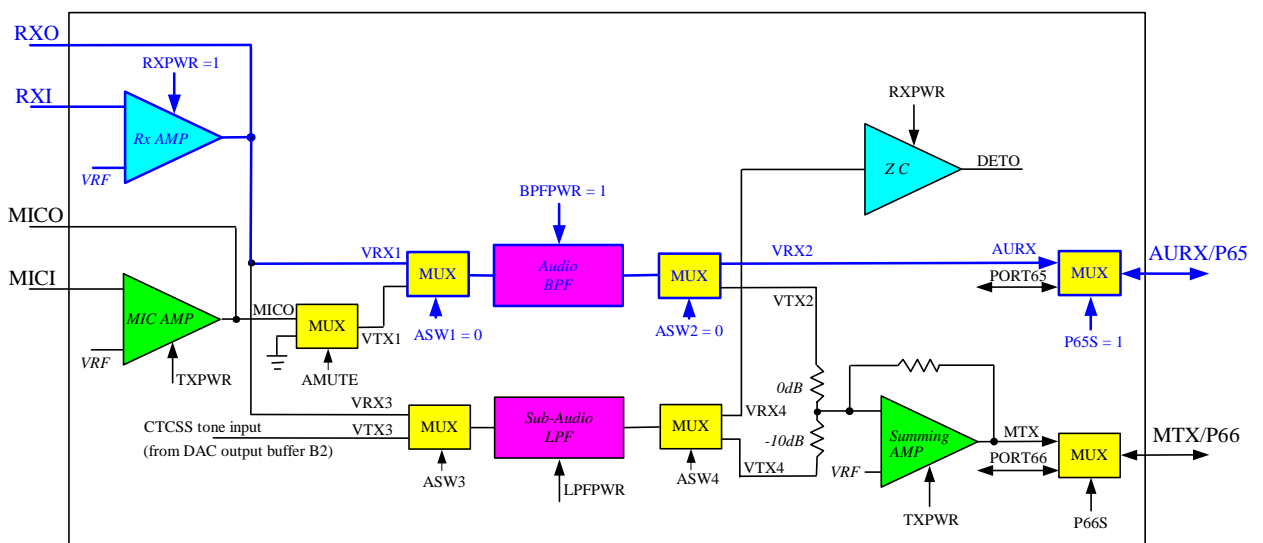 RXO
RXPWR =1
RXI
Rx AMP
VRF
RXPWR
Z C
DETO
MICO
BPFPWR = 1
VRX1
MUX
Audio
BPF
MUX
VRX2
AURX
MUX
AURX/P65
PORT65
MICI
MIC AMP
MICO
MUX
VTX1
ASW1 = 0
ASW2 = 0
VTX2
P65S = 1
VRF
TXPWR
AMUTE
0dB
VRX3
MUX
Sub-Audio
LPF
MUX
VRX4
CTCSS tone input
VTX3
(from DAC output buffer B2)
-10dB
Summing
AMP
MTX
MUX
MTX/P66
PORT66
VTX4
VRF
ASW3
LPFPWR
ASW4
TXPWR
P66S